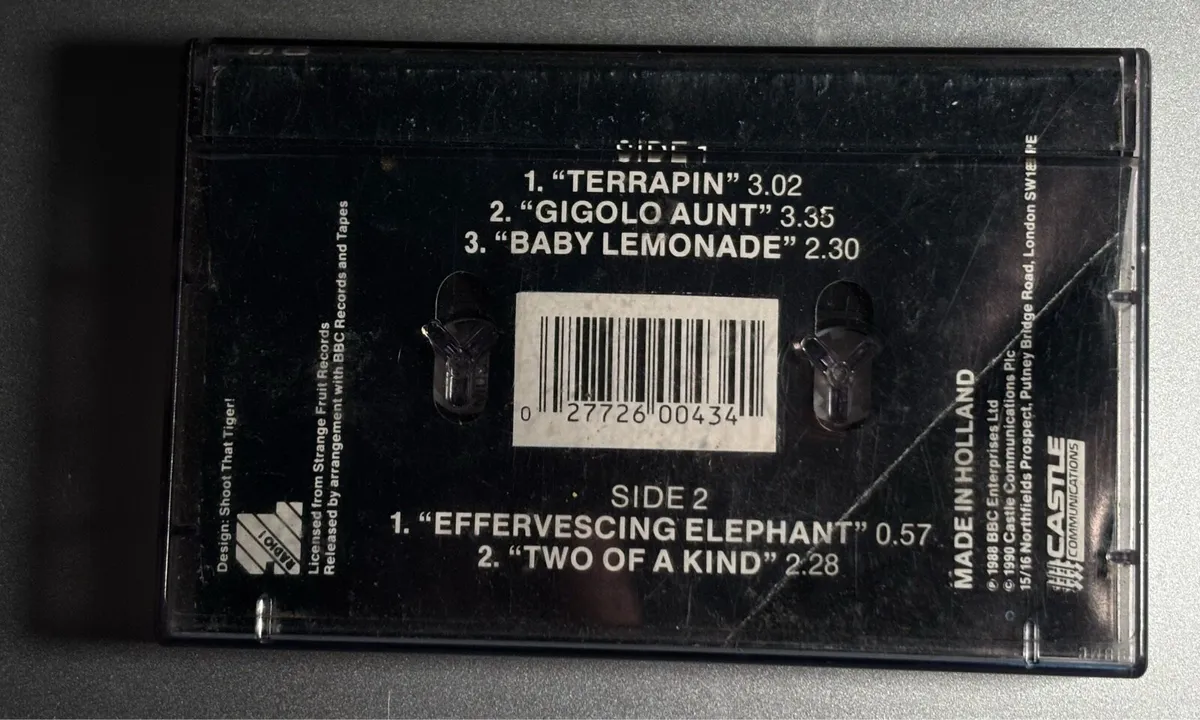 SIDE 1
1. “TERRAPIN” 3.02
2. “GIGOLO AUNT” 3.35
3. “BABY LEMONADE” 2.30
0 27726 00434
SIDE 2
1. “EFFERVESCING ELEPHANT” 0.57
2. “TWO OF A KIND” 2:28
Design: Shoot That Tiger!
RADIO 1
Licensed from Strange Fruit Records
Released by arrangement with BBC Records and Tapes
MADE IN HOLLAND
℗ 1988 BBC Enterprises Ltd
© 1990 Castle Communications Plc
15/16 Northfields Prospect, Putney Bridge Road, London SW18 PE
CASTLE
COMMUNICATIONS